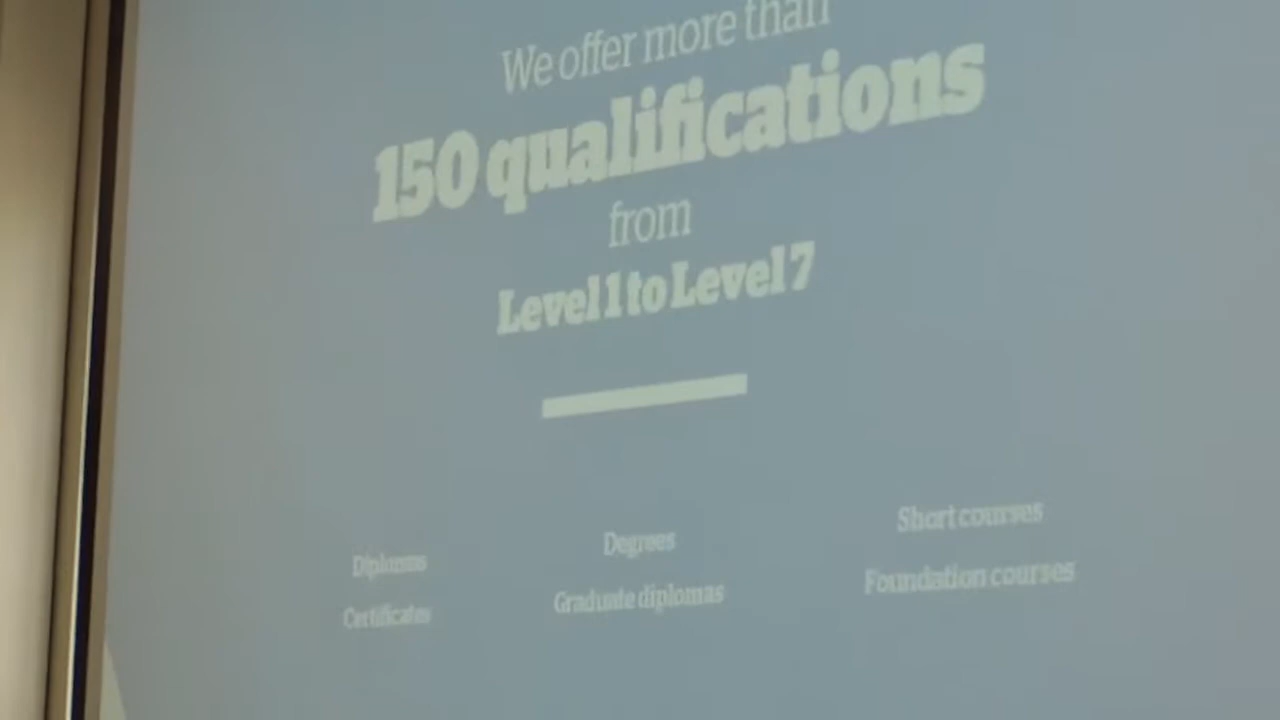 We offer more than
150 qualifications
from
Level 1 to Level 7
Diplomas
Certificates
Degrees
Graduate diplomas
Short courses
Foundation courses